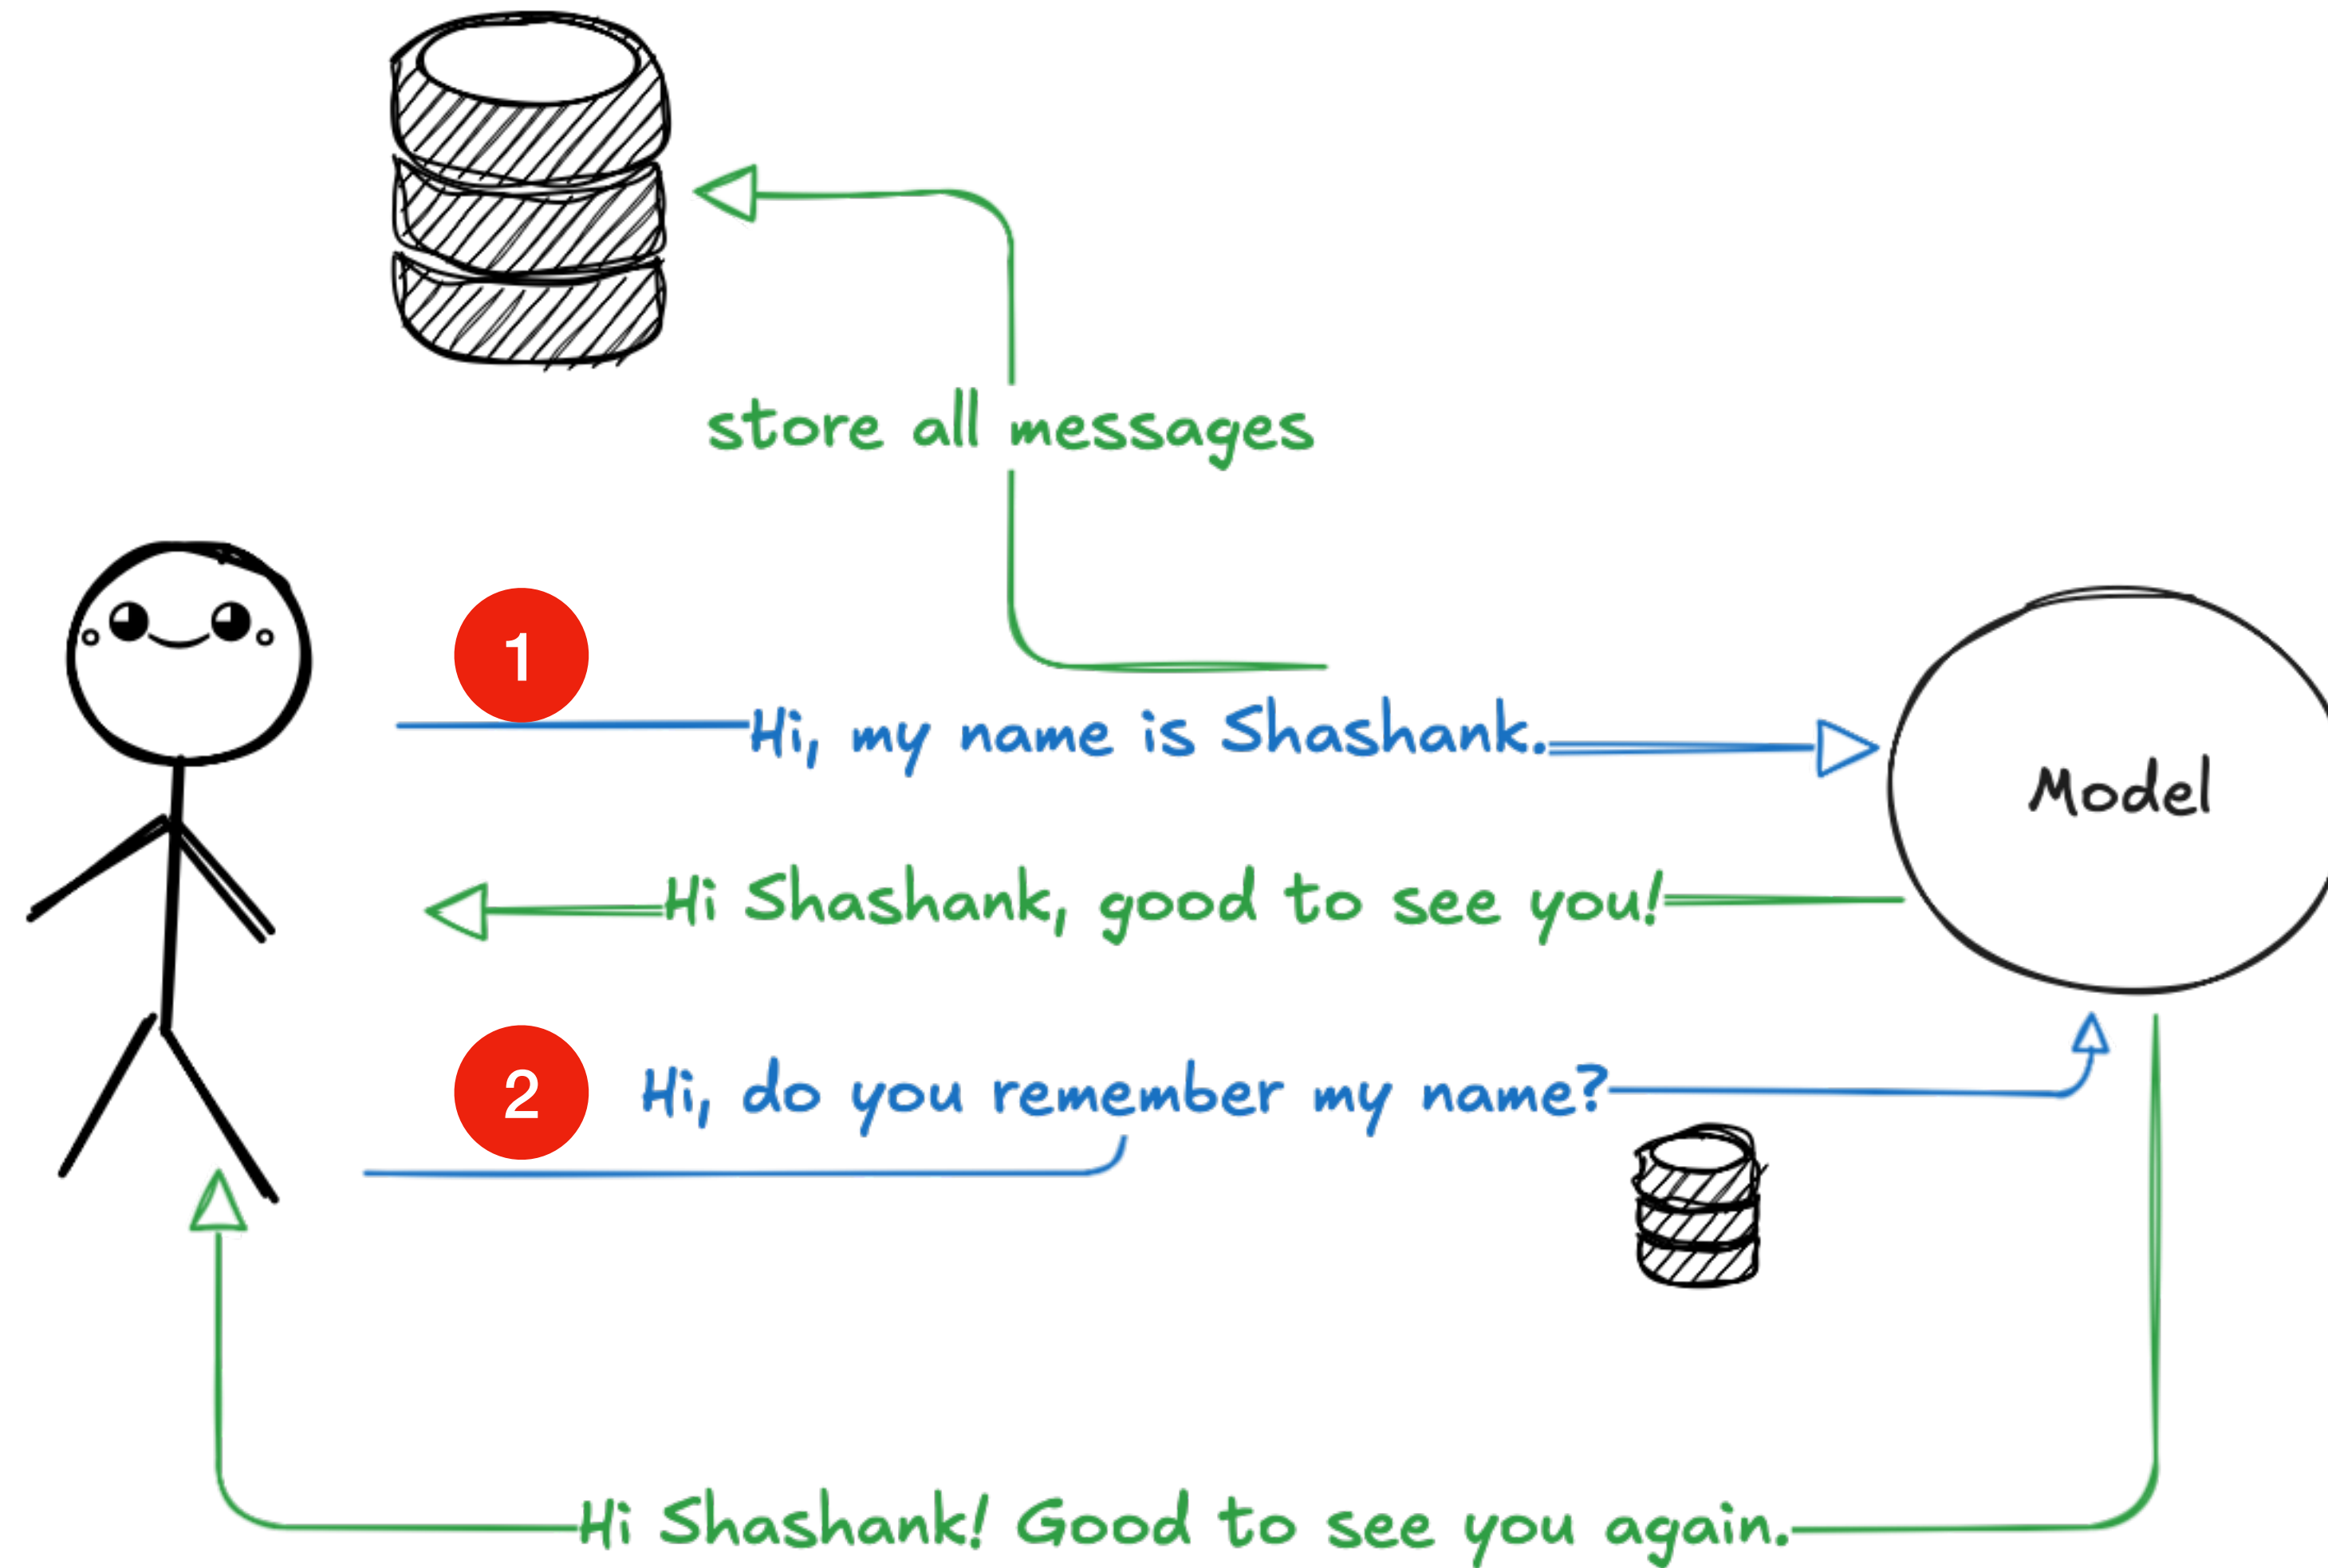 store all messages
1
Hi, my name is Shashank.
Model
Hi Shashank, good to see you!
2
Hi, do you remember my name?
Hi Shashank! Good to see you again.